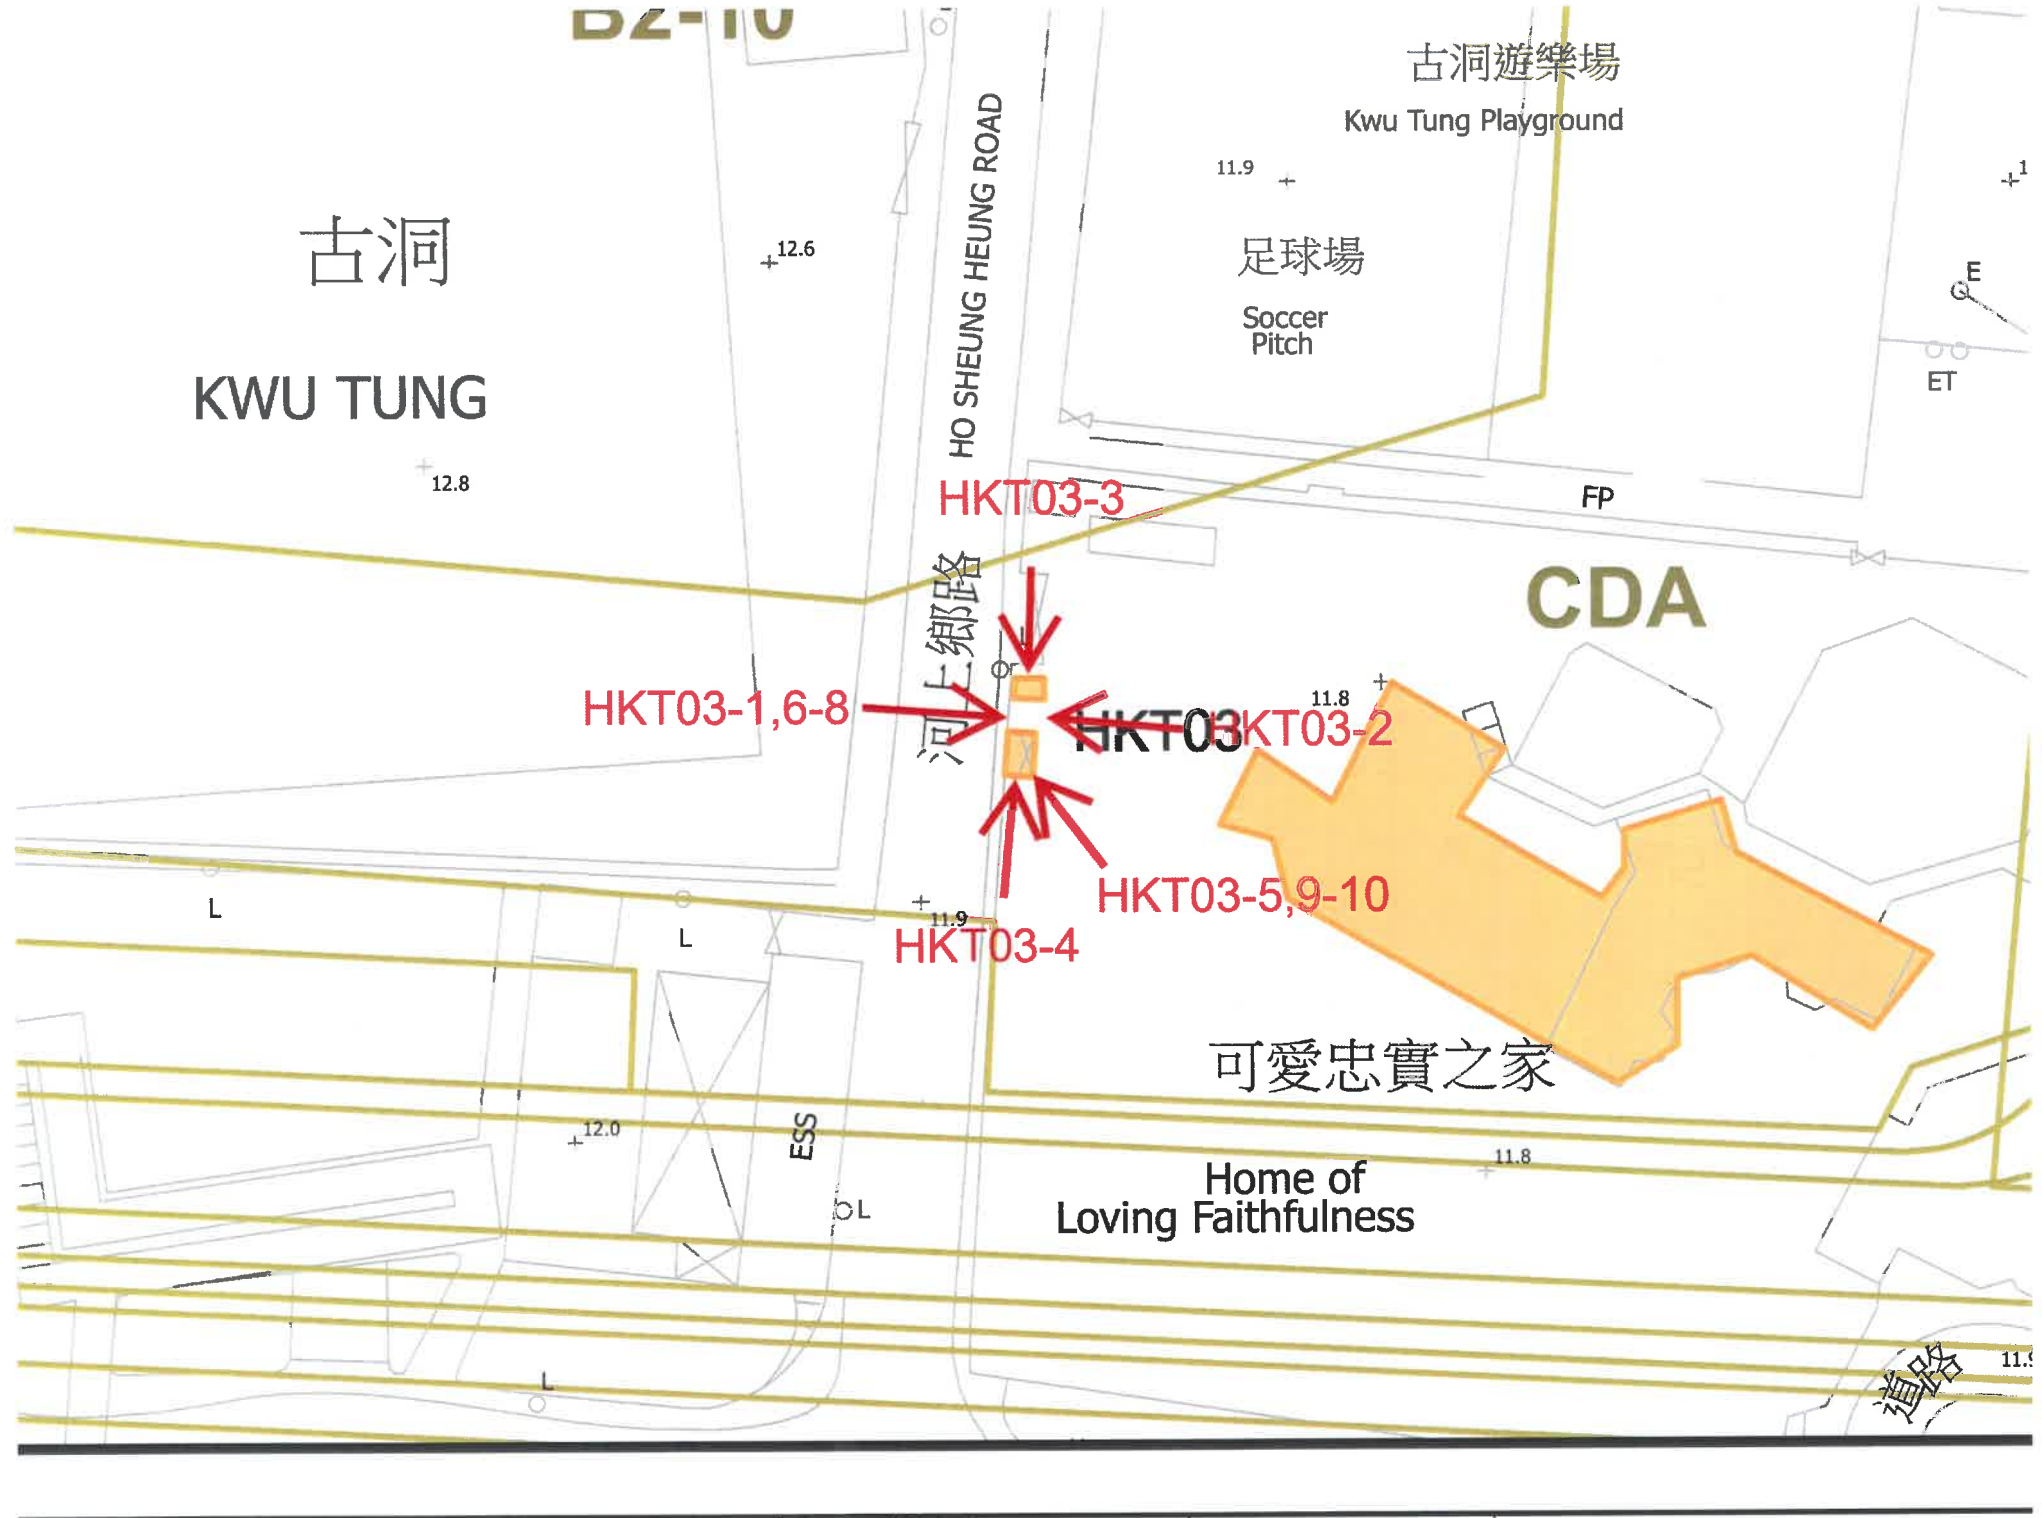 B2-10
古洞遊樂場
Kwu Tung Playground
11.9
HO SHEUNG HEUNG ROAD
古洞
12.6
足球場
Soccer
Pitch
E
ET
KWU TUNG
12.8
HKT03-3
FP
河上鄉路
CDA
L
HKT03-1,6-8
HKT03
HKT03-2
11.8
HKT03-5,9-10
L
L
11.9
HKT03-4
可愛忠實之家
12.0
ESS
11.8
Home of
Loving Faithfulness
L
L
道路